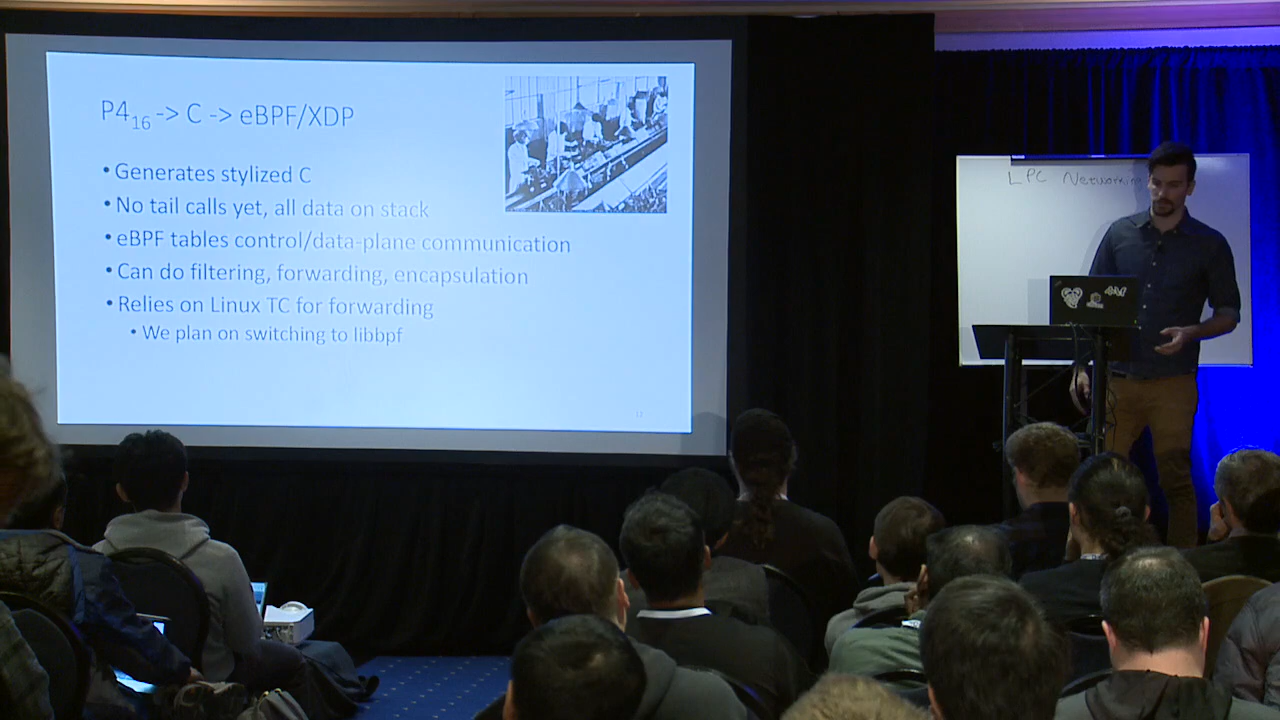 P4₁₆ -> C -> eBPF/XDP
• Generates stylized C
• No tail calls yet, all data on stack
• eBPF tables control/data-plane communication
• Can do filtering, forwarding, encapsulation
• Relies on Linux TC for forwarding
• We plan on switching to libbpf
LPC Networking